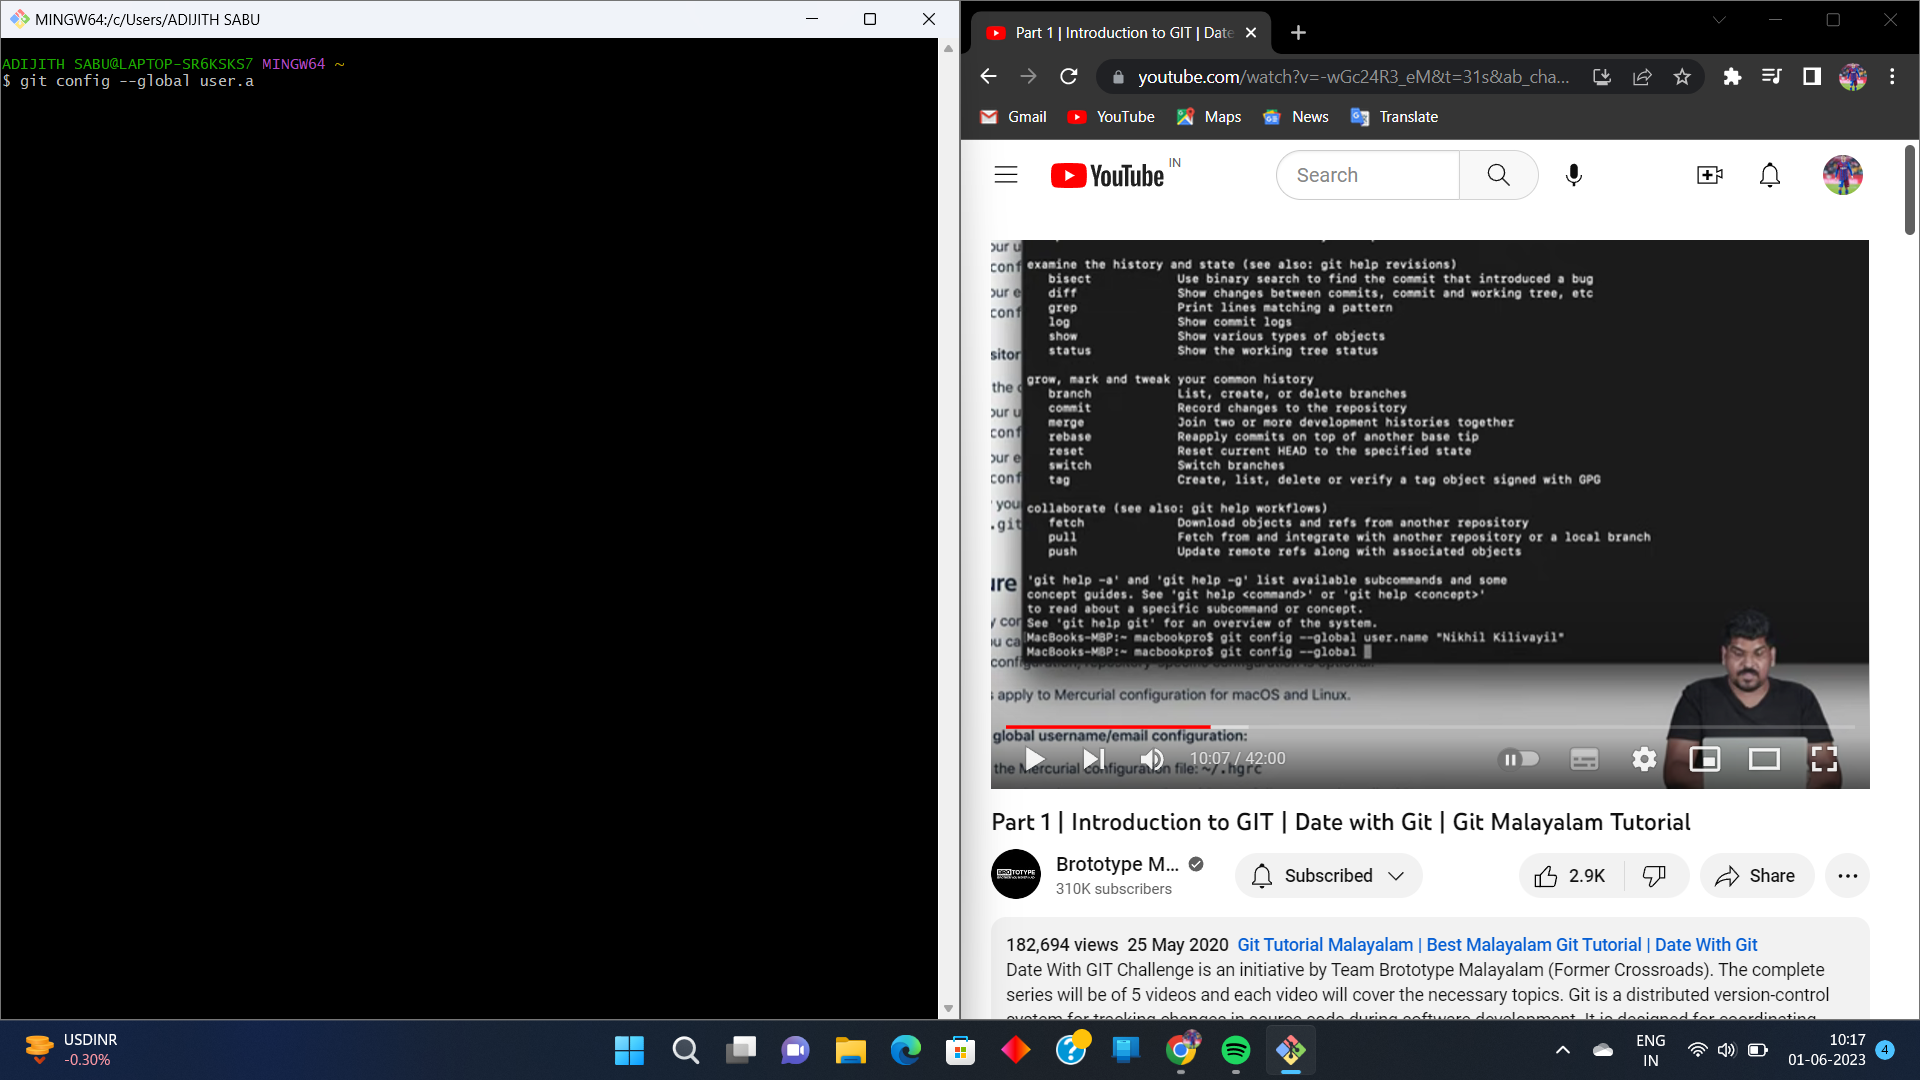 MINGW64:/c/Users/ADIJITH SABU
ADIJITH SABU@LAPTOP-SR6KSKS7 MINGW64 ~
$ git config --global user.a
Part 1 | Introduction to GIT | Date
youtube.com/watch?v=-wGc24R3_eM&t=31s&ab_cha...
Gmail YouTube Maps News Translate
YouTube IN
Search
examine the history and state (see also: git help revisions)
bisect Use binary search to find the commit that introduced a bug
diff Show changes between commits, commit and working tree, etc
grep Print lines matching a pattern
log Show commit logs
show Show various types of objects
status Show the working tree status
grow, mark and tweak your common history
branch List, create, or delete branches
commit Record changes to the repository
merge Join two or more development histories together
rebase Reapply commits on top of another base tip
reset Reset current HEAD to the specified state
switch Switch branches
tag Create, list, delete or verify a tag object signed with GPG
collaborate (see also: git help workflows)
fetch Download objects and refs from another repository
pull Fetch from and integrate with another repository or a local branch
push Update remote refs along with associated objects
'git help -a' and 'git help -g' list available subcommands and some
concept guides. See 'git help <command>' or 'git help <concept>'
to read about a specific subcommand or concept.
See 'git help git' for an overview of the system.
MacBooks-MBP:~ macbookpro$ git config --global user.name "Nikhil Kilivayil"
MacBooks-MBP:~ macbookpro$ git config --global
apply to Mercurial configuration for macOS and Linux.
global username/email configuration:
the Mercurial configuration file: ~/.hgrc
10:07 / 42:00
Part 1 | Introduction to GIT | Date with Git | Git Malayalam Tutorial
BROTOTYPE
Brototype M...
310K subscribers
Subscribed
2.9K
Share
182,694 views 25 May 2020 Git Tutorial Malayalam | Best Malayalam Git Tutorial | Date With Git
Date With GIT Challenge is an initiative by Team Brototype Malayalam (Former Crossroads). The complete
series will be of 5 videos and each video will cover the necessary topics. Git is a distributed version-control
system for tracking changes in source code during software development. It is designed for coordinating
USDINR
-0.30%
ENG
IN
10:17
01-06-2023
4